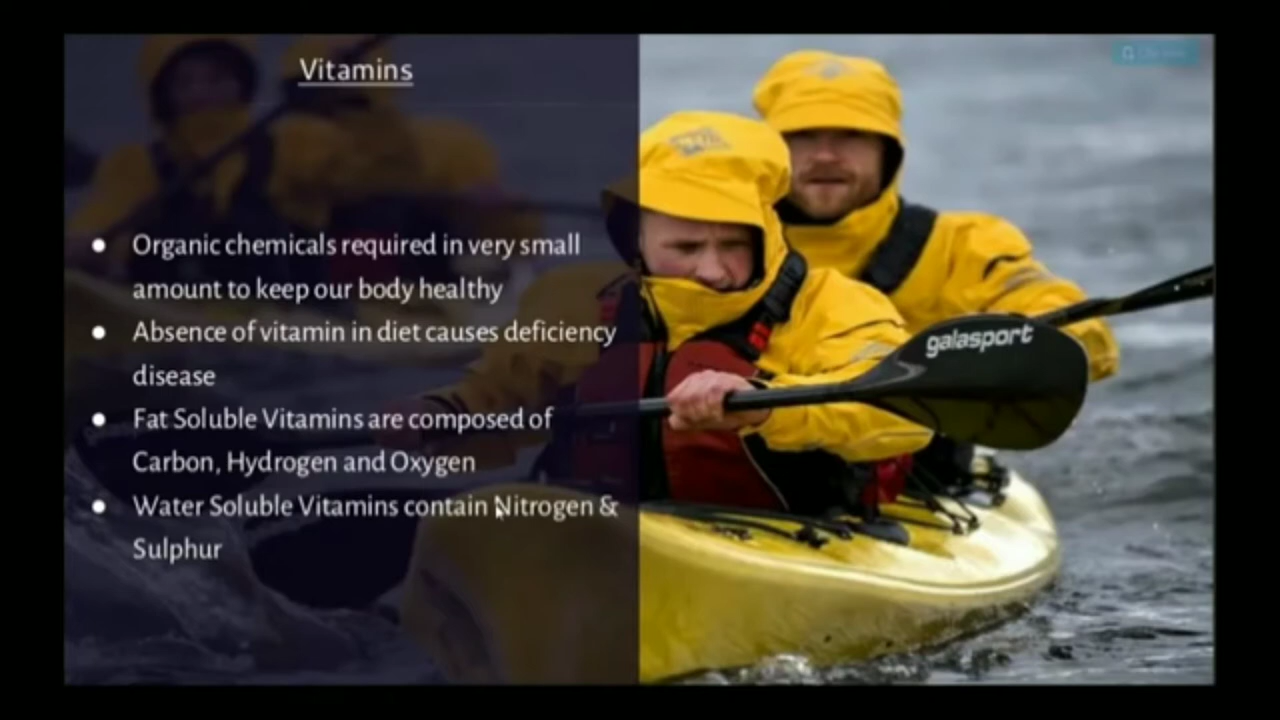 Vitamins
● Organic chemicals required in very small
amount to keep our body healthy
● Absence of vitamin in diet causes deficiency
disease
● Fat Soluble Vitamins are composed of
Carbon, Hydrogen and Oxygen
● Water Soluble Vitamins contain Nitrogen &
Sulphur
galasport